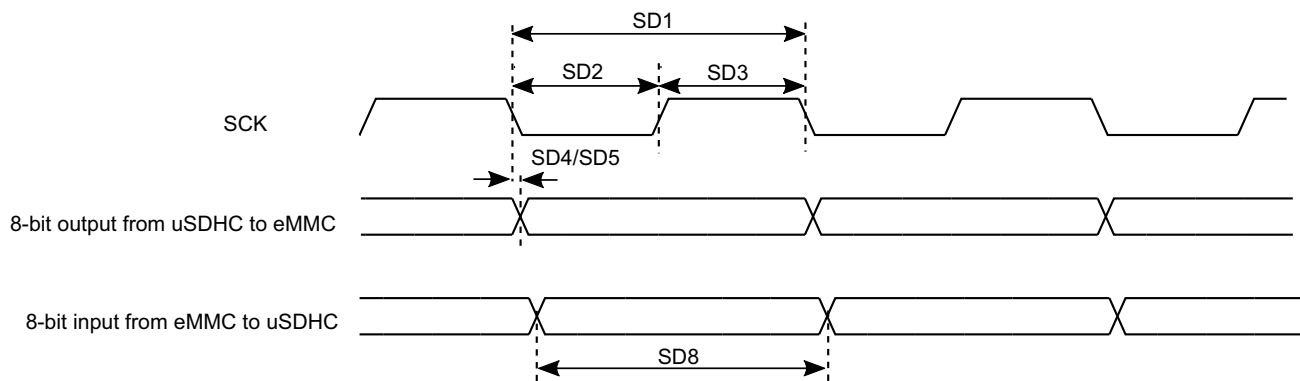 SD1
SD2
SD3
SCK
SD4/SD5
8-bit output from uSDHC to eMMC
8-bit input from eMMC to uSDHC
SD8